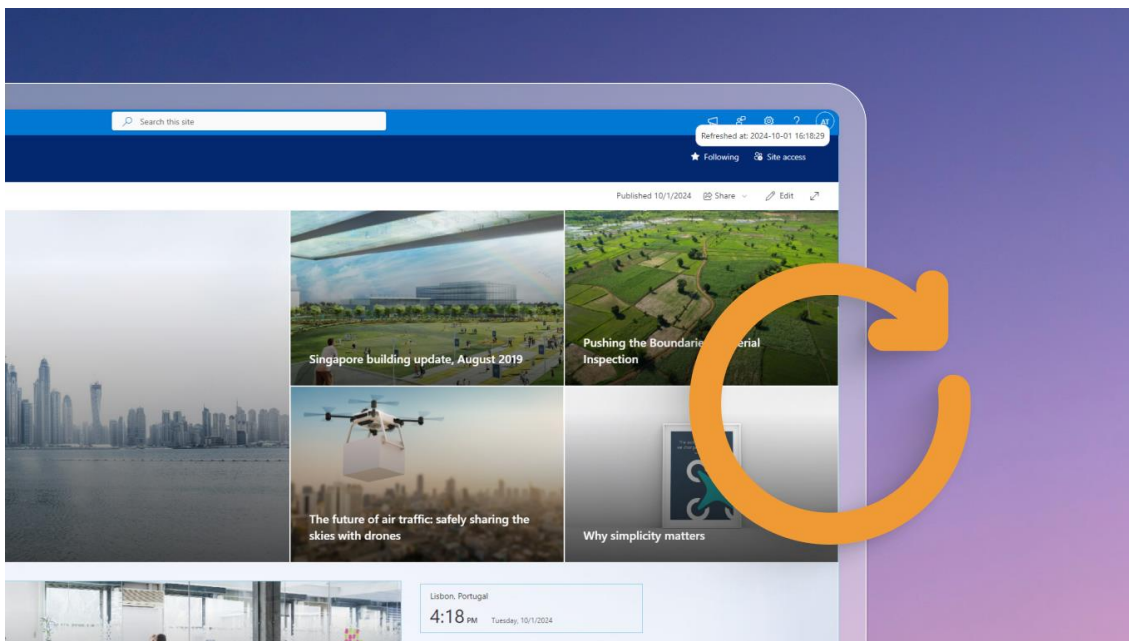 Search this site
?
AT
Refreshed at: 2024-10-01 16:18:29
Following
Site access
Published 10/1/2024
Share
Edit
Singapore building update, August 2019
Pushing the
Inspection
The future of air traffic: safely sharing the
skies with drones
Why simplicity matters
Lisbon, Portugal
4:18 PM Tuesday, 10/1/2024